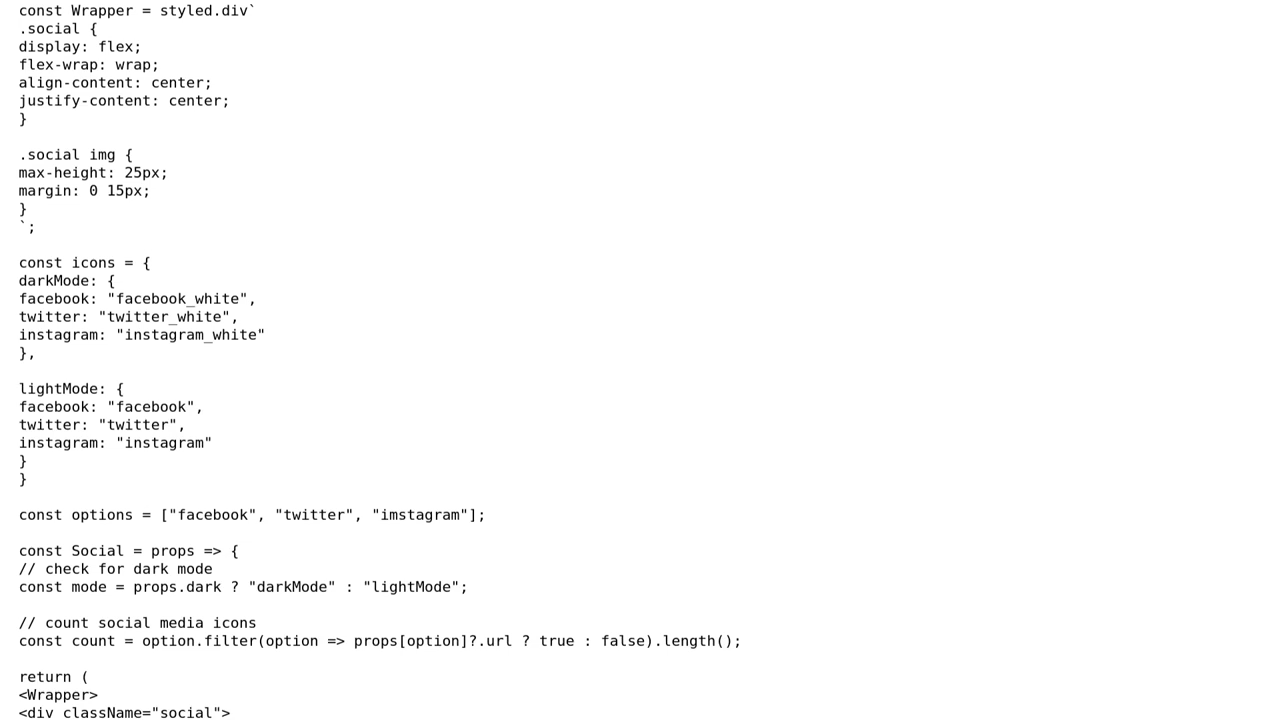 const Wrapper = styled.div`
.social {
display: flex;
flex-wrap: wrap;
align-content: center;
justify-content: center;
}

.social img {
max-height: 25px;
margin: 0 15px;
}
`;

const icons = {
darkMode: {
facebook: "facebook_white",
twitter: "twitter_white",
instagram: "instagram_white"
},

lightMode: {
facebook: "facebook",
twitter: "twitter",
instagram: "instagram"
}
}

const options = ["facebook", "twitter", "imstagram"];

const Social = props => {
// check for dark mode
const mode = props.dark ? "darkMode" : "lightMode";

// count social media icons
const count = option.filter(option => props[option]?.url ? true : false).length();

return (
<Wrapper>
<div className="social">